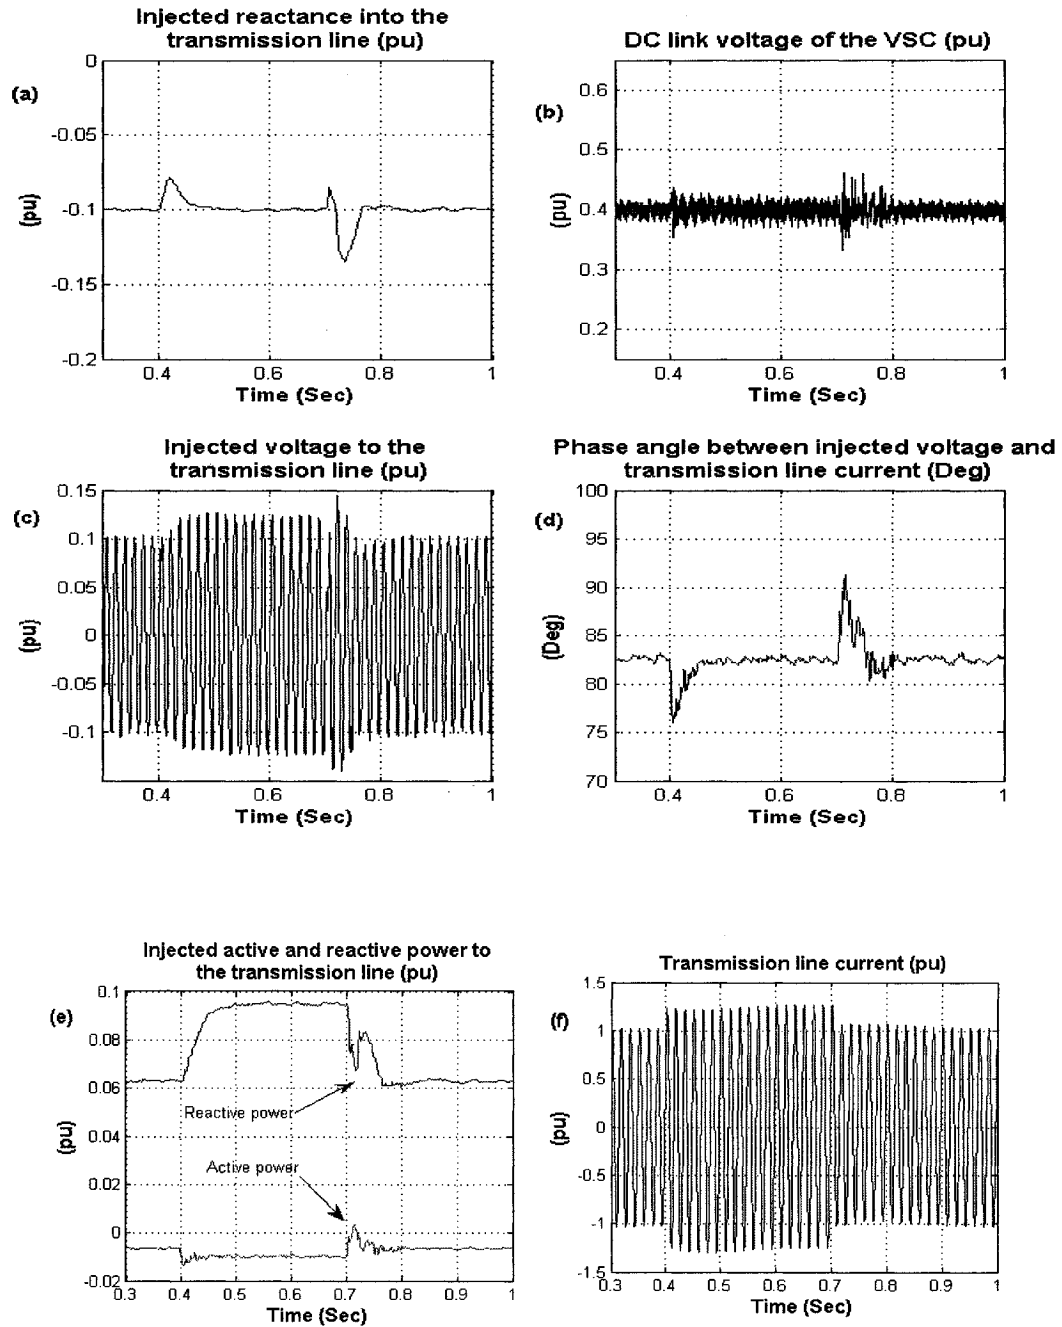 Injected reactance into the
transmission line (pu)
(a)
0
-0.05
-0.1
-0.15
-0.2
(pu)
0.4
0.6
0.8
1
Time (Sec)
DC link voltage of the VSC (pu)
(b)
0.6
0.5
0.4
0.3
0.2
(pu)
0.4
0.6
0.8
1
Time (Sec)
Injected voltage to the
transmission line (pu)
(c)
0.15
0.1
0.05
0
-0.05
-0.1
(pu)
0.4
0.6
0.8
1
Time (Sec)
Phase angle between injected voltage and
transmission line current (Deg)
(d)
100
95
90
85
80
75
70
(Deg)
0.4
0.6
0.8
1
Time (Sec)
Injected active and reactive power to
the transmission line (pu)
(e)
0.1
0.08
0.06
0.04
0.02
0
-0.02
(pu)
Reactive power
Active power
0.3
0.4
0.5
0.6
0.7
0.8
0.9
1
Time (Sec)
Transmission line current (pu)
(f)
1.5
1
0.5
0
-0.5
-1
-1.5
(pu)
0.3
0.4
0.5
0.6
0.7
0.8
0.9
1
Time (Sec)